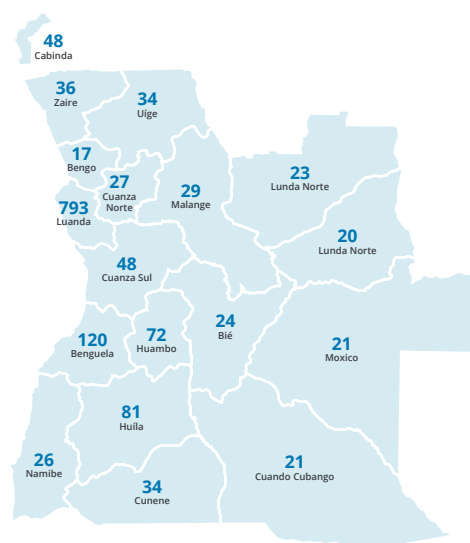 48
Cabinda
36
Zaire
34
Uíge
17
Bengo
27
Cuanza
Norte
29
Malange
23
Lunda Norte
793
Luanda
20
Lunda Norte
48
Cuanza Sul
24
Bié
120
Benguela
72
Huambo
21
Moxico
81
Huíla
26
Namibe
34
Cunene
21
Cuando Cubango